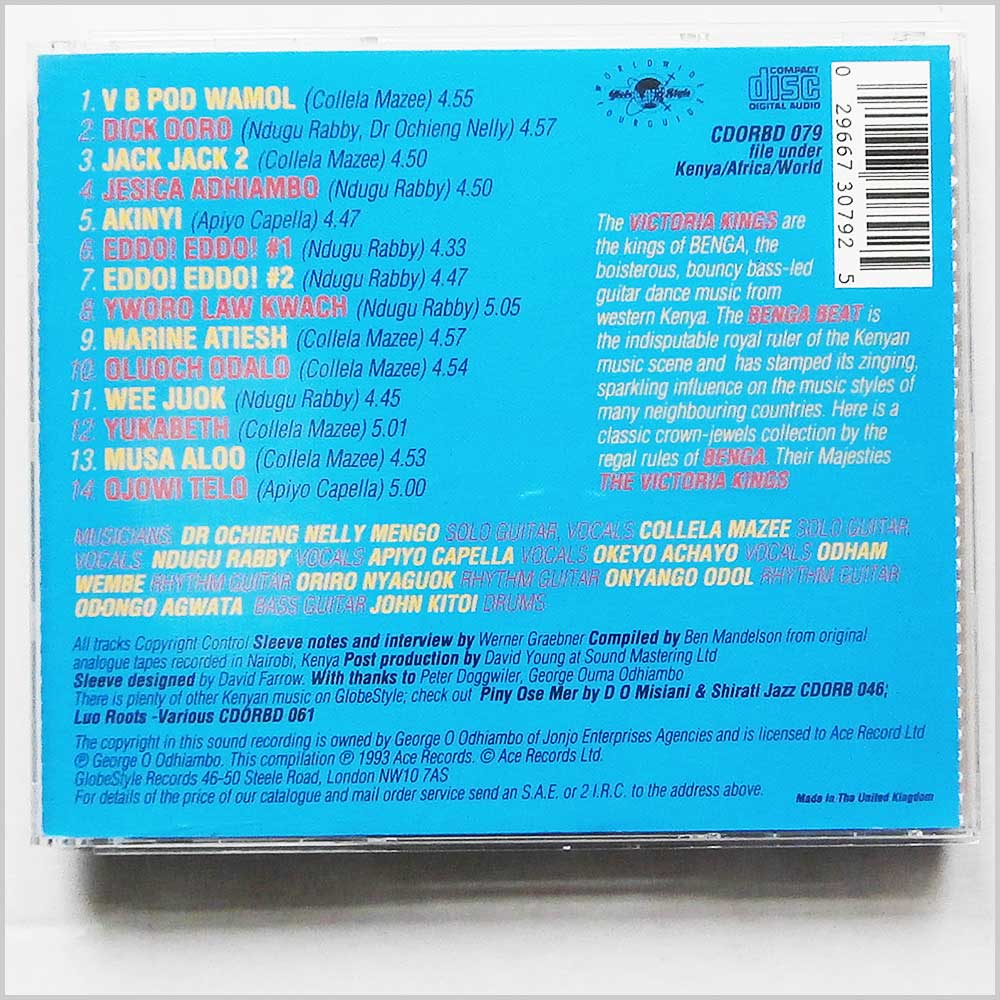 1. V B POD WAMOL (Collela Mazee) 4.55
2. DICK DORO (Ndugu Rabby, Dr Ochieng Nelly) 4.57
3. JACK JACK 2 (Collela Mazee) 4.50
4. JESICA ADHIAMBO (Ndugu Rabby) 4.50
5. AKINYI (Apiyo Capella) 4.47
6. EDDO! EDDO! #1 (Ndugu Rabby) 4.33
7. EDDO! EDDO! #2 (Ndugu Rabby) 4.47
8. YWORO LAW KWACH (Ndugu Rabby) 5.05
9. MARINE ATIESH (Collela Mazee) 4.57
10. OLUOCH ODALO (Collela Mazee) 4.54
11. WEE JUOK (Ndugu Rabby) 4.45
12. YUKABETH (Collela Mazee) 5.01
13. MUSA ALOO (Collela Mazee) 4.53
14. OJOWI TELO (Apiyo Capella) 5.00
WORLDWIDE
Globe Style
YOUR GUIDE
COMPACT
disc
DIGITAL AUDIO
CDORBD 079
file under
Kenya/Africa/World
0 29667 30792 5
The VICTORIA KINGS are
the kings of BENGA, the
boisterous, bouncy bass-led
guitar dance music from
western Kenya. The BENGA BEAT is
the indisputable royal ruler of the Kenyan
music scene and has stamped its zinging,
sparkling influence on the music styles of
many neighbouring countries. Here is a
classic crown-jewels collection by the
regal rules of BENGA. Their Majesties
THE VICTORIA KINGS
MUSICIANS: DR OCHIENG NELLY MENGO SOLO GUITAR, VOCALS COLLELA MAZEE SOLO GUITAR,
VOCALS NDUGU RABBY VOCALS APIYO CAPELLA VOCALS OKEYO ACHAYO VOCALS ODHAM
WEMBE RHYTHM GUITAR ORIRO NYAGUOK RHYTHM GUITAR ONYANGO ODOL RHYTHM GUITAR
ODONGO AGWATA BASS GUITAR JOHN KITOI DRUMS
All tracks Copyright Control Sleeve notes and interview by Werner Graebner Compiled by Ben Mandelson from original
analogue tapes recorded in Nairobi, Kenya Post production by David Young at Sound Mastering Ltd
Sleeve designed by David Farrow. With thanks to Peter Doggwiler, George Ouma Odhiambo
There is plenty of other Kenyan music on GlobeStyle; check out Piny Ose Mer by D O Misiani & Shirati Jazz CDORB 046;
Luo Roots -Various CDORBD 061
The copyright in this sound recording is owned by George O Odhiambo of Jonjo Enterprises Agencies and is licensed to Ace Record Ltd
℗ George O Odhiambo. This compilation ℗ 1993 Ace Records. © Ace Records Ltd.
GlobeStyle Records 46-50 Steele Road, London NW10 7AS
For details of the price of our catalogue and mail order service send an S.A.E. or 2 I.R.C. to the address above.
Made in The United Kingdom